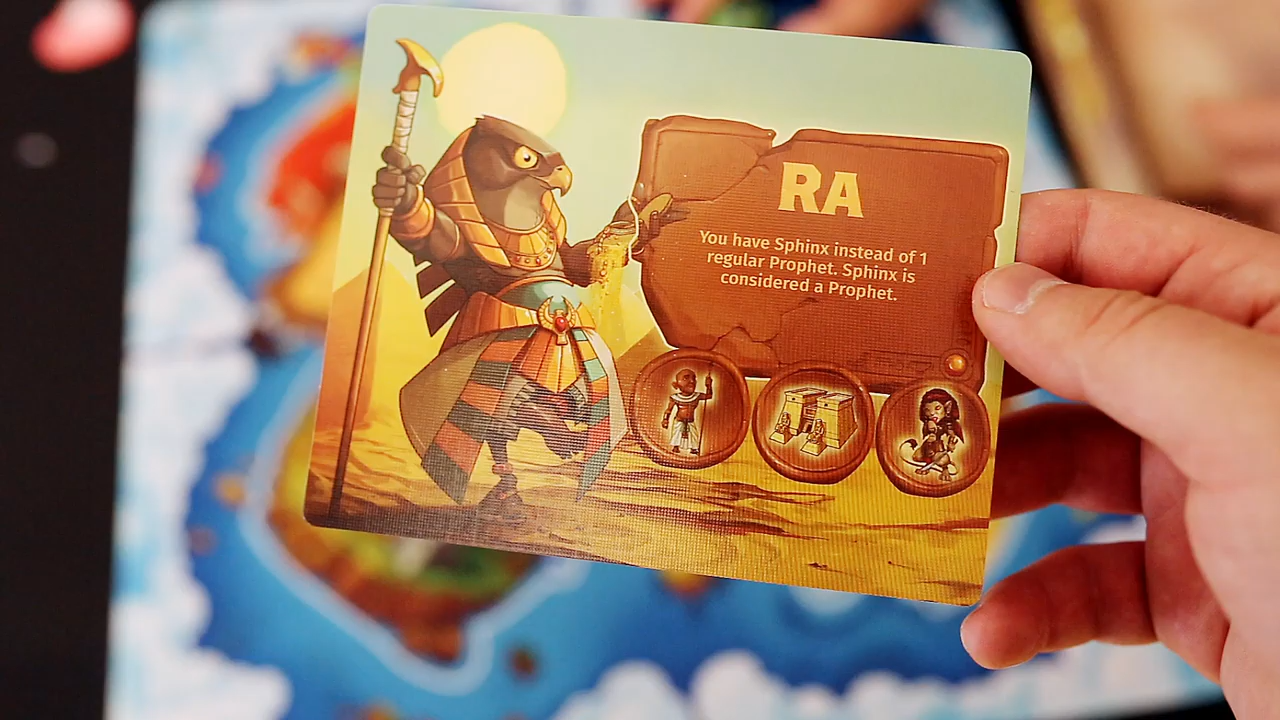 RA
You have Sphinx instead of 1
regular Prophet. Sphinx is
considered a Prophet.